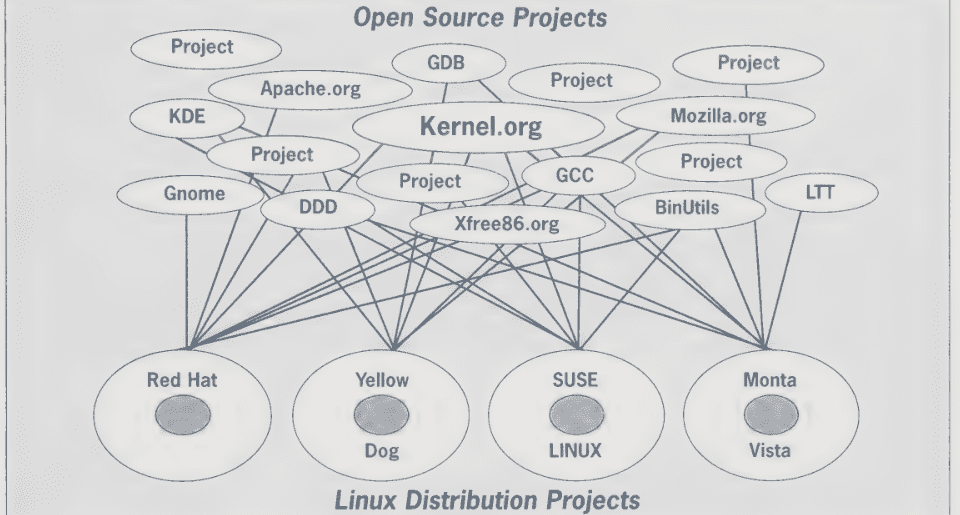 Open Source Projects
Project
GDB
Project
Project
Apache.org
KDE
Kernel.org
Mozilla.org
Project
Project
GCC
Project
Gnome
DDD
Xfree86.org
BinUtils
LTT
Red Hat
Yellow
Dog
SUSE
LINUX
Monta
Vista
Linux Distribution Projects